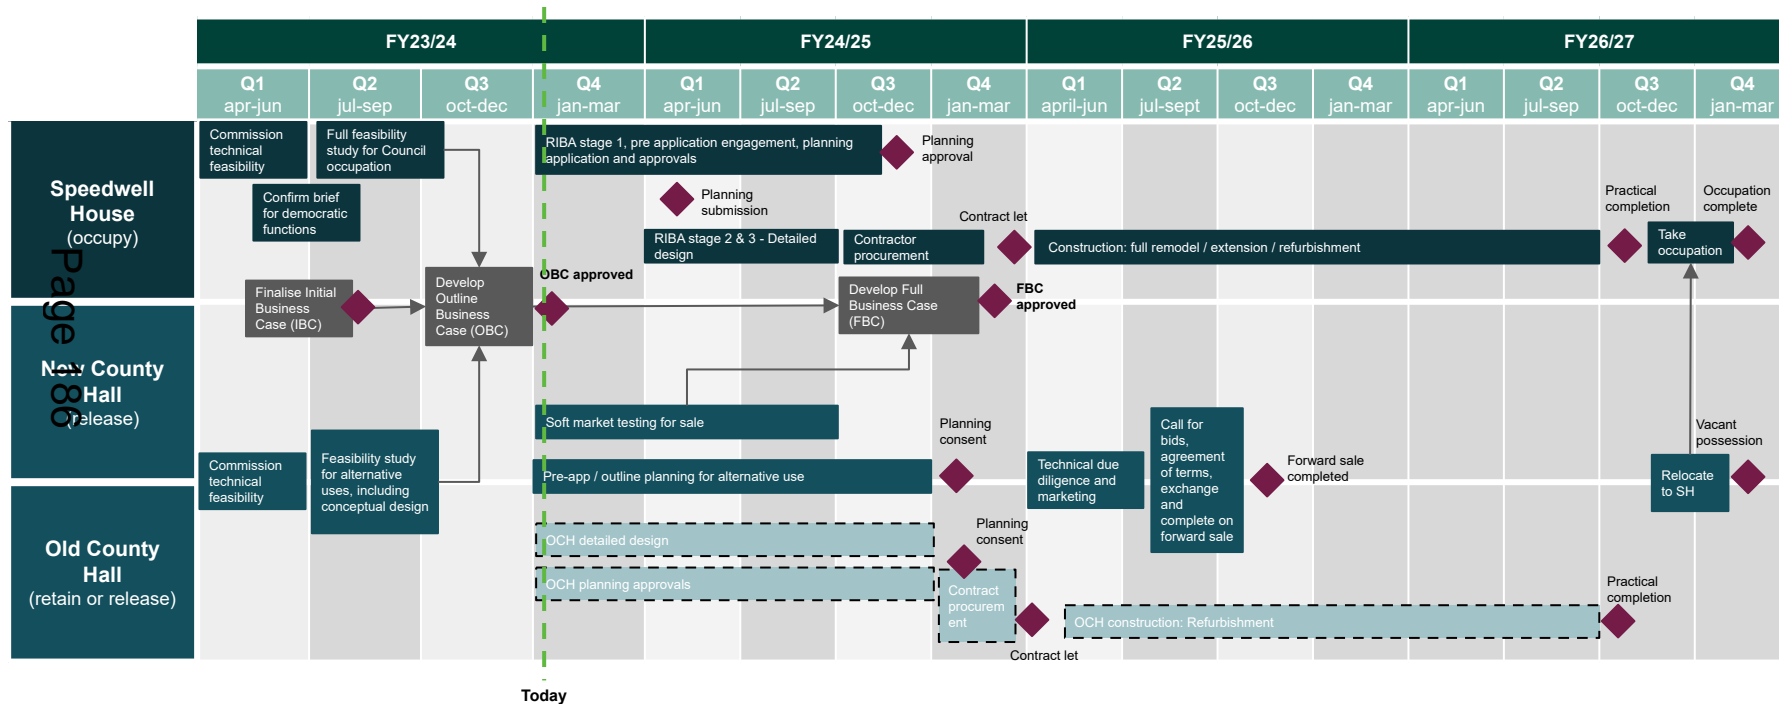 FY23/24
FY24/25
FY25/26
FY26/27
Q1
apr-jun
Q2
jul-sep
Q3
oct-dec
Q4
jan-mar
Q1
apr-jun
Q2
jul-sep
Q3
oct-dec
Q4
jan-mar
Q1
april-jun
Q2
jul-sept
Q3
oct-dec
Q4
jan-mar
Q1
apr-jun
Q2
jul-sep
Q3
oct-dec
Q4
jan-mar
Speedwell
House
(occupy)
Commission
technical
feasibility
Full feasibility
study for Council
occupation
Confirm brief
for democratic
functions
RIBA stage 1, pre application engagement, planning
application and approvals
Planning
approval
Planning
submission
RIBA stage 2 & 3 - Detailed
design
Contractor
procurement
Contract let
Construction: full remodel / extension / refurbishment
Practical
completion
Take
occupation
Occupation
complete
Finalise Initial
Business
Case (IBC)
Develop
Outline
Business
Case (OBC)
OBC approved
Develop Full
Business Case
(FBC)
FBC
approved
Page 186
New County
Hall
(release)
Commission
technical
feasibility
Feasibility study
for alternative
uses, including
conceptual design
Soft market testing for sale
Pre-app / outline planning for alternative use
Planning
consent
Technical due
diligence and
marketing
Call for
bids,
agreement
of terms,
exchange
and
complete on
forward sale
Forward sale
completed
Relocate
to SH
Vacant
possession
Old County
Hall
(retain or release)
OCH detailed design
OCH planning approvals
Planning
consent
Contract
procurem
ent
Contract let
OCH construction: Refurbishment
Practical
completion
Today